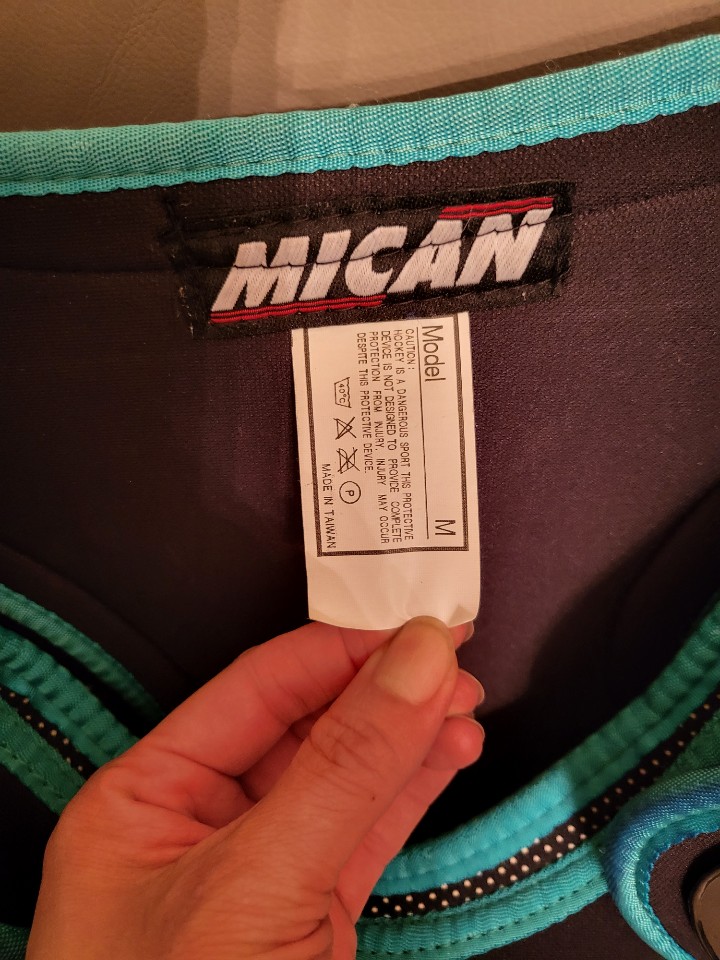 MICAN
Model M
CAUTION:
HOCKEY IS A DANGEROUS SPORT THIS PROTECTIVE
DEVICE IS NOT DESIGNED TO PROVIDE COMPLETE
PROTECTION FROM INJURY. INJURY MAY OCCUR
DESPITE THIS PROTECTIVE DEVICE.
40°C P
MADE IN TAIWAN